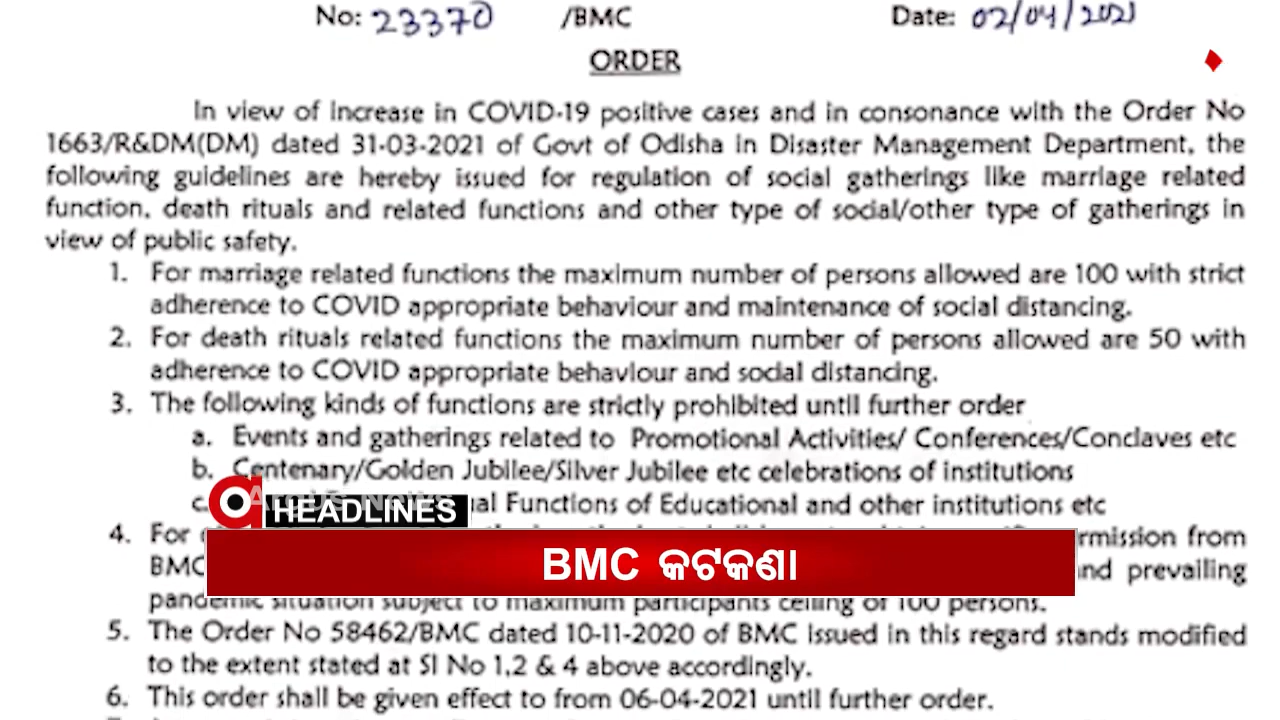 No: 23370 /BMC Date: 02/04/2021
ORDER
In view of increase in COVID-19 positive cases and in consonance with the Order No
1663/R&DM(DM) dated 31-03-2021 of Govt of Odisha in Disaster Management Department, the
following guidelines are hereby issued for regulation of social gatherings like marriage related
function, death rituals and related functions and other type of social/other type of gatherings in
view of public safety.
1. For marriage related functions the maximum number of persons allowed are 100 with strict
adherence to COVID appropriate behaviour and maintenance of social distancing.
2. For death rituals related functions the maximum number of persons allowed are 50 with
adherence to COVID appropriate behaviour and social distancing.
3. The following kinds of functions are strictly prohibited until further order
a. Events and gatherings related to Promotional Activities/ Conferences/Conclaves etc
b. Centenary/Golden Jubilee/Silver Jubilee etc celebrations of institutions
c. Functions of Educational and other institutions etc
HEADLINES
4. For from
BMC କଟକଣା
BMC and prevailing
pandemic situation subject to maximum participants ceiling of 100 persons.
5. The Order No 58462/BMC dated 10-11-2020 of BMC issued in this regard stands modified
to the extent stated at Sl No 1,2 & 4 above accordingly.
6. This order shall be given effect to from 06-04-2021 until further order.